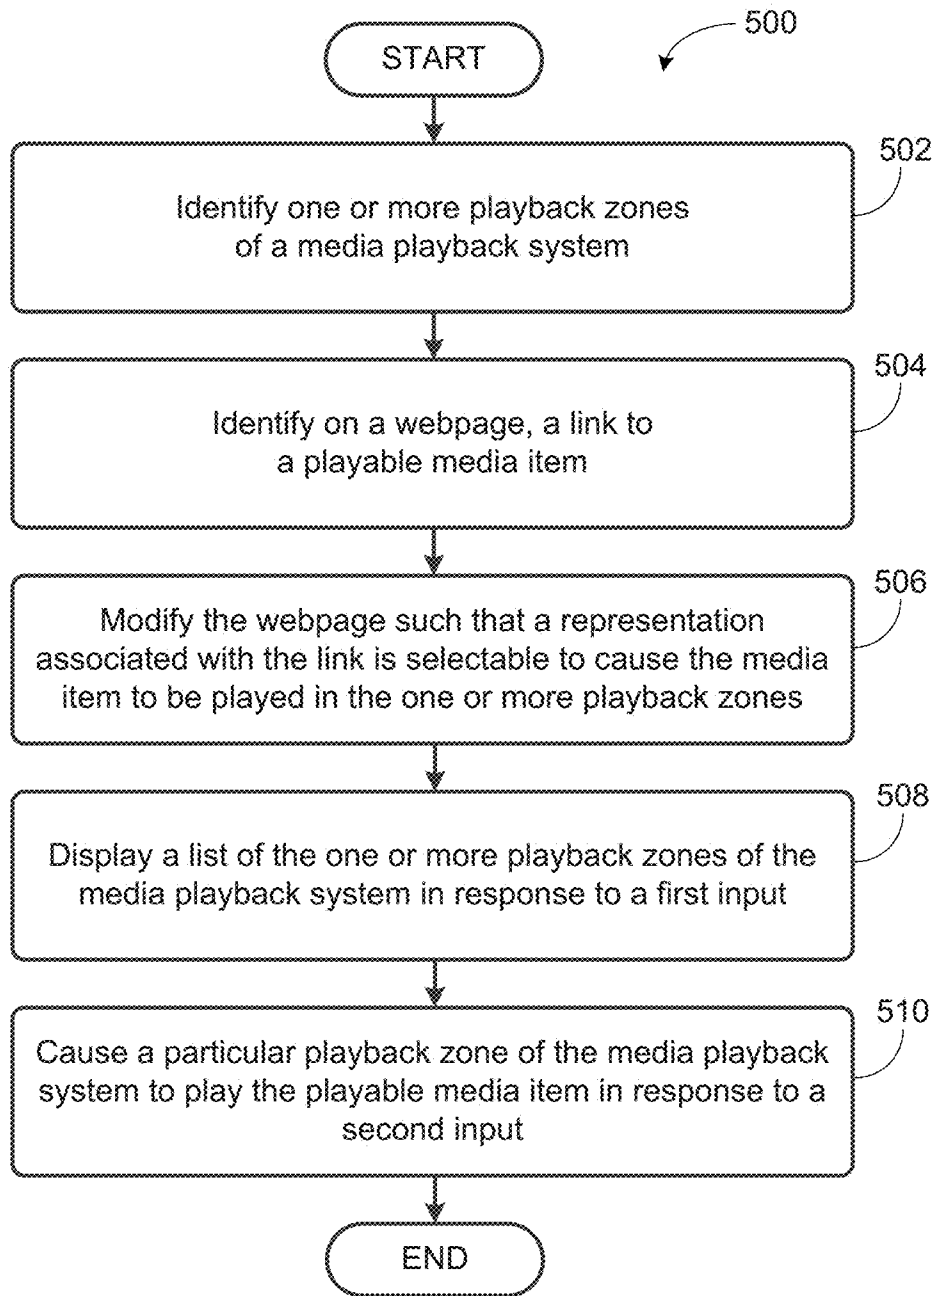 500
START
502
Identify one or more playback zones
of a media playback system
504
Identify on a webpage, a link to
a playable media item
506
Modify the webpage such that a representation
associated with the link is selectable to cause the media
item to be played in the one or more playback zones
508
Display a list of the one or more playback zones of the
media playback system in response to a first input
510
Cause a particular playback zone of the media playback
system to play the playable media item in response to a
second input
END